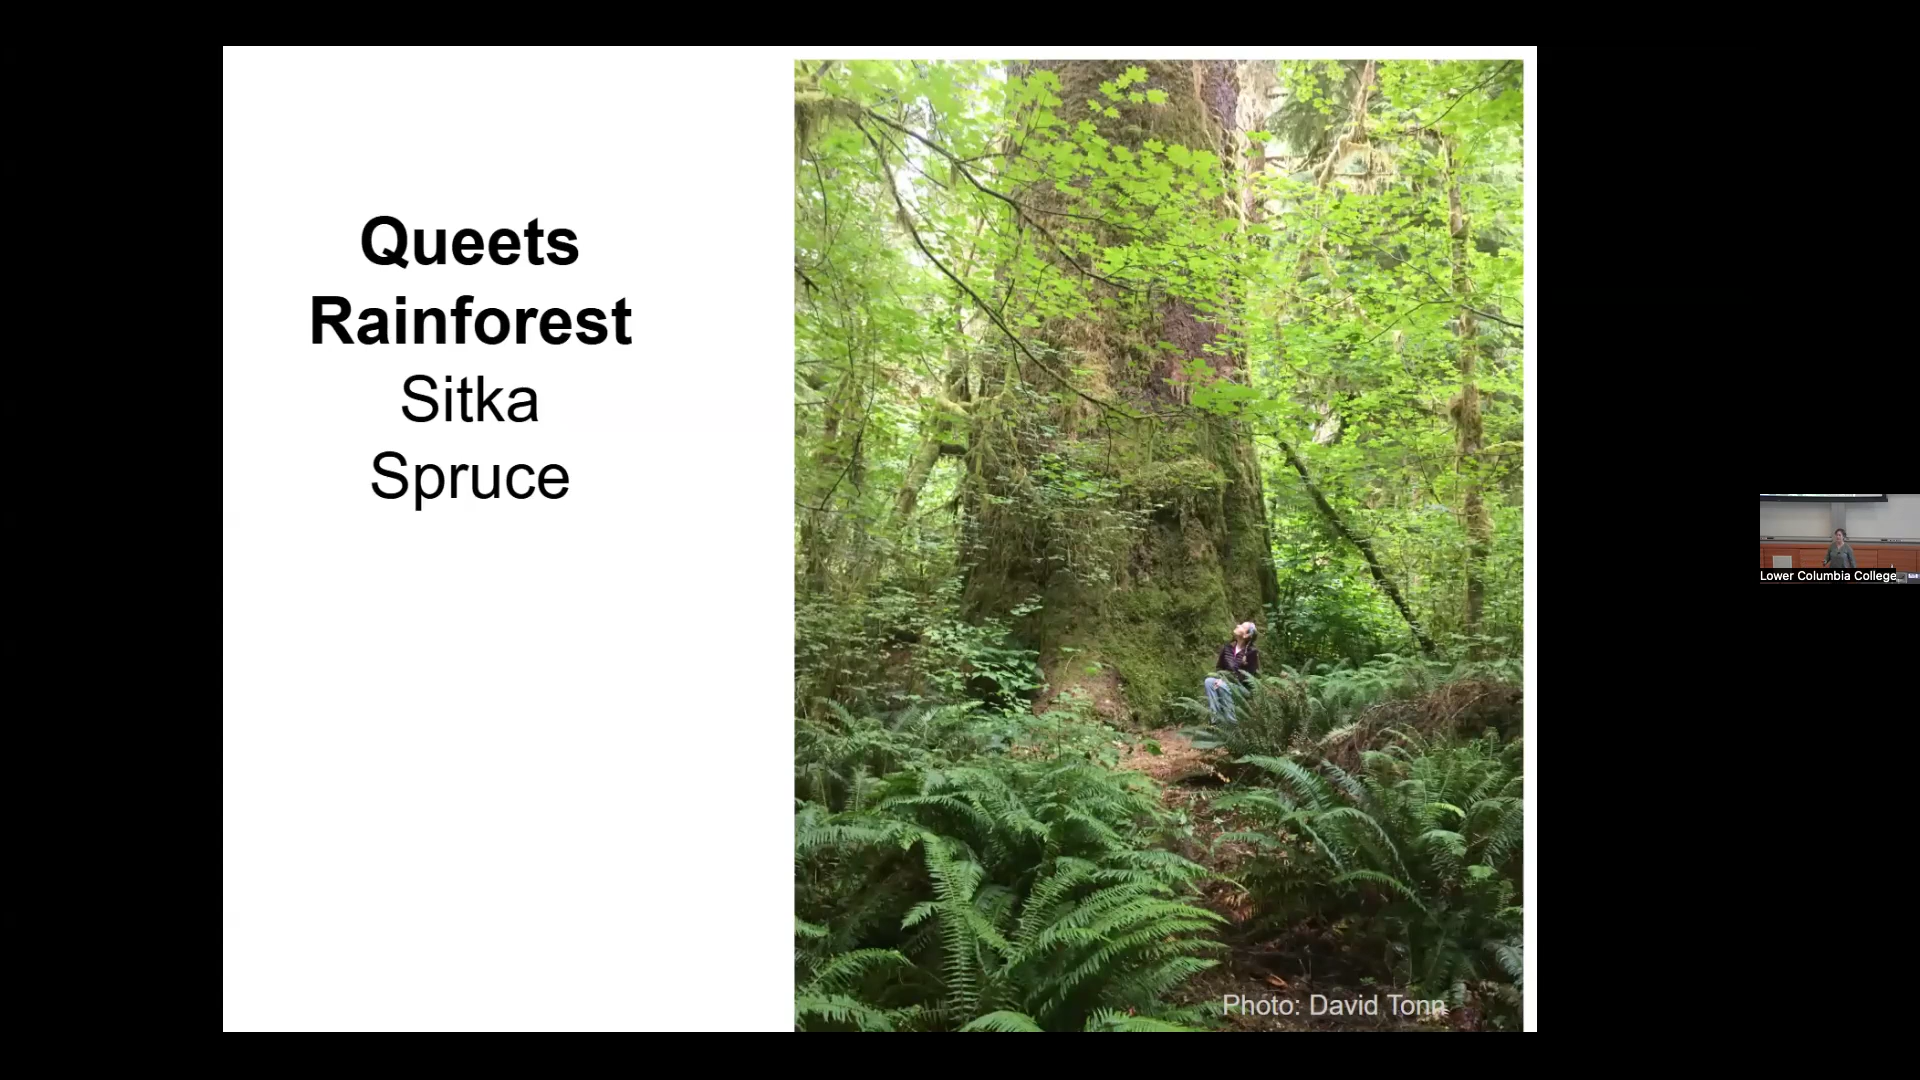 Queets
Rainforest
Sitka
Spruce
Photo: David Tonn
Lower Columbia College